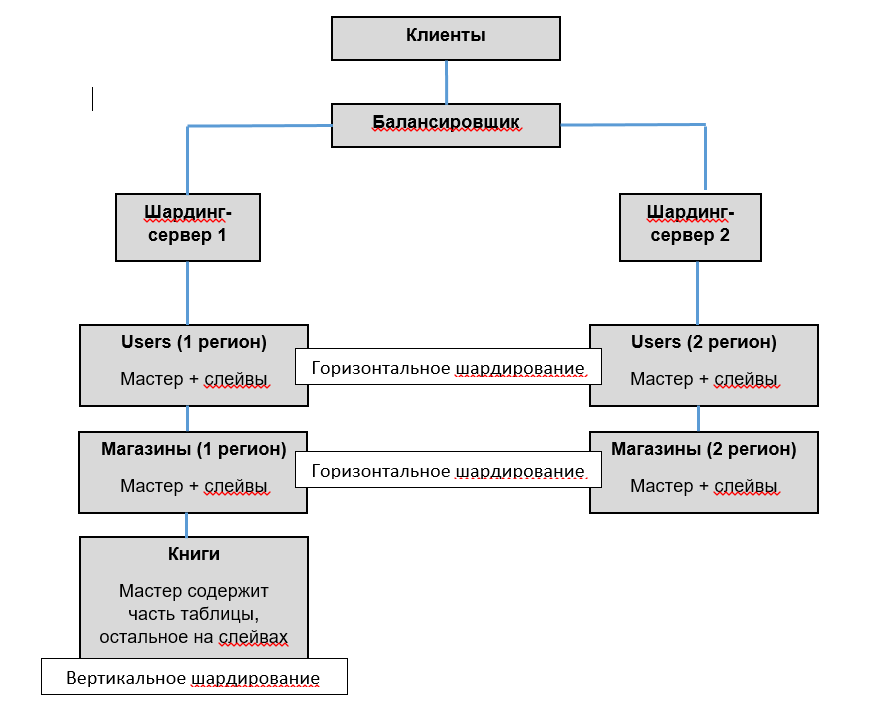 Клиенты
Балансировщик
Шардинг-
сервер 1
Шардинг-
сервер 2
Users (1 регион)
Мастер + слейвы
Горизонтальное шардирование
Users (2 регион)
Мастер + слейвы
Магазины (1 регион)
Мастер + слейвы
Горизонтальное шардирование
Магазины (2 регион)
Мастер + слейвы
Книги
Мастер содержит
часть таблицы,
остальное на слейвах
Вертикальное шардирование